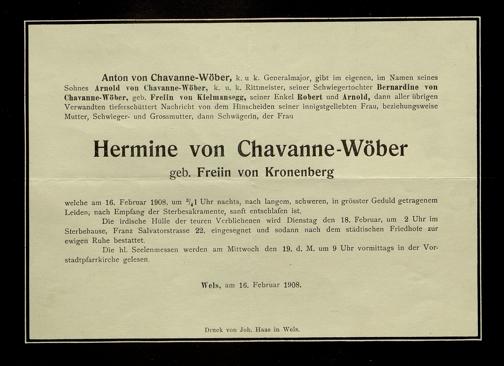 Anton von Chavanne-Wöber, k. u k. Generalmajor, gibt im eigenen, im Namen seines
Sohnes Arnold von Chavanne-Wöber, k. u. k. Rittmeister, seiner Schwiegertochter Bernardine von
Chavanne-Wöber, geb. Freiin von Kielmansegg, seiner Enkel Robert und Arnold, dann aller übrigen
Verwandten tieferschüttert Nachricht von dem Hinscheiden seiner innigstgeliebten Frau, beziehungsweise
Mutter, Schwieger- und Grossmutter, dann Schwägerin, der Frau
Hermine von Chavanne-Wöber
geb. Freiin von Kronenberg
welche am 16. Februar 1908, um ¾1 Uhr nachts, nach langem, schweren, in grösster Geduld getragenem
Leiden, nach Empfang der Sterbesakramente, sanft entschlafen ist.
Die irdische Hülle der teuren Verblichenen wird Dienstag den 18. Februar, um 2 Uhr im
Sterbehause, Franz Salvatorstrasse 22, eingesegnet und sodann nach dem städtischen Friedhofe zur
ewigen Ruhe bestattet.
Die hl. Seelenmessen werden am Mittwoch den 19. d. M. um 9 Uhr vormittags in der Vor-
stadtpfarrkirche gelesen.
Wels, am 16. Februar 1908.
Druck von Joh. Haas in Wels.